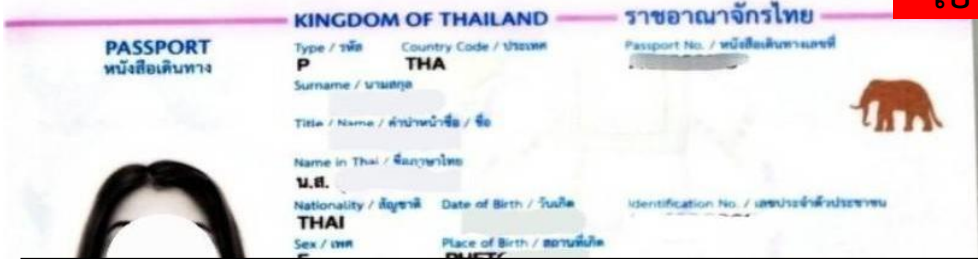 KINGDOM OF THAILAND ราชอาณาจักรไทย
PASSPORT
หนังสือเดินทาง
Type / รหัส Country Code / ประเทศ Passport No. / หนังสือเดินทางเลขที่
P THA
Surname / นามสกุล
Title / Name / คำนำหน้าชื่อ / ชื่อ
Name in Thai / ชื่อภาษาไทย
น.ส.
Nationality / สัญชาติ Date of Birth / วันเกิด Identification No. / เลขประจำตัวประชาชน
THAI
Sex / เพศ Place of Birth / สถานที่เกิด